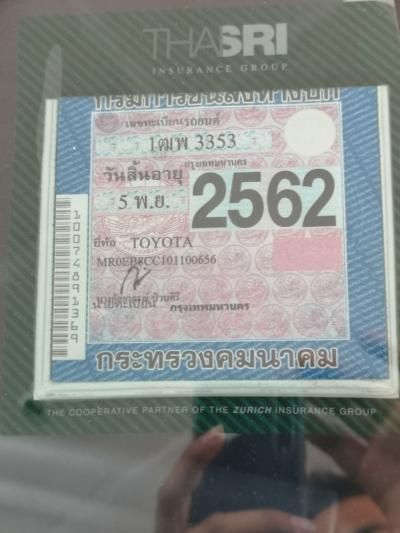 THAISRI
INSURANCE GROUP
กรมการขนส่งทางบก
เลขทะเบียนรถยนต์
1ฒพ 3353
กรุงเทพมหานคร
วันสิ้นอายุ
5 พ.ย.
2562
ยี่ห้อ TOYOTA
MR0EB8CC101100656
นายทะเบียน กรุงเทพมหานคร
10074891369
กระทรวงคมนาคม
THE COOPERATIVE PARTNER OF THE ZURICH INSURANCE GROUP